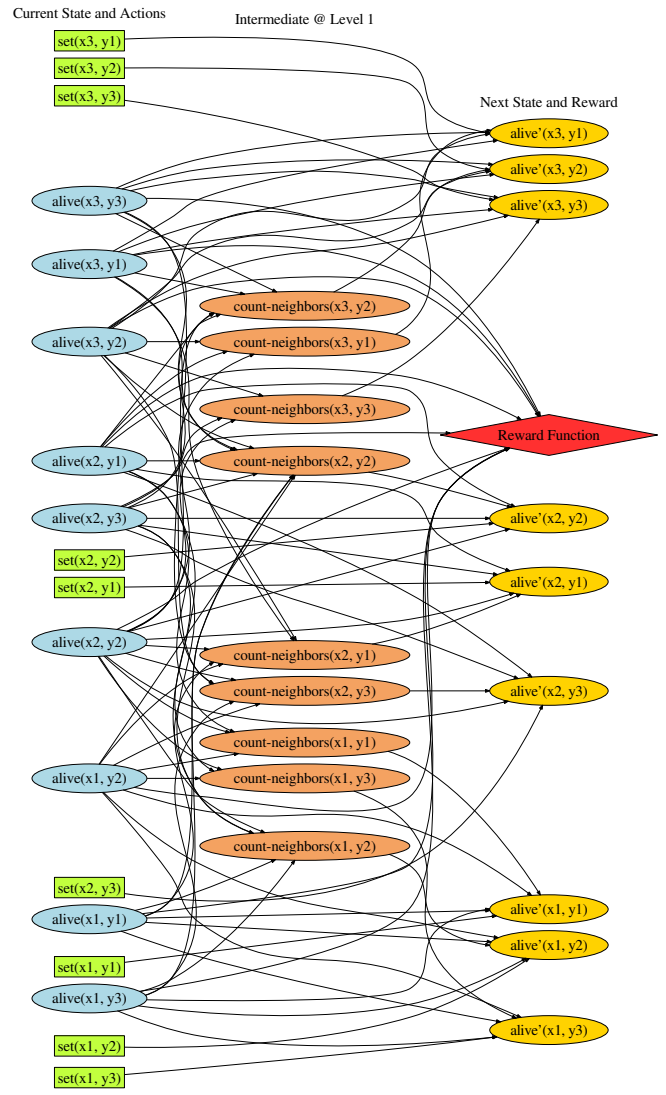 Current State and Actions
Intermediate @ Level 1
set(x3, y1)
set(x3, y2)
set(x3, y3)
Next State and Reward
alive'(x3, y1)
alive'(x3, y2)
alive(x3, y3)
alive'(x3, y3)
alive(x3, y1)
count-neighbors(x3, y2)
alive(x3, y2)
count-neighbors(x3, y1)
count-neighbors(x3, y3)
Reward Function
alive(x2, y1)
count-neighbors(x2, y2)
alive(x2, y3)
alive'(x2, y2)
set(x2, y2)
alive'(x2, y1)
set(x2, y1)
alive(x2, y2)
count-neighbors(x2, y1)
count-neighbors(x2, y3)
alive'(x2, y3)
count-neighbors(x1, y1)
alive(x1, y2)
count-neighbors(x1, y3)
count-neighbors(x1, y2)
set(x2, y3)
alive'(x1, y1)
alive(x1, y1)
alive'(x1, y2)
set(x1, y1)
alive(x1, y3)
alive'(x1, y3)
set(x1, y2)
set(x1, y3)